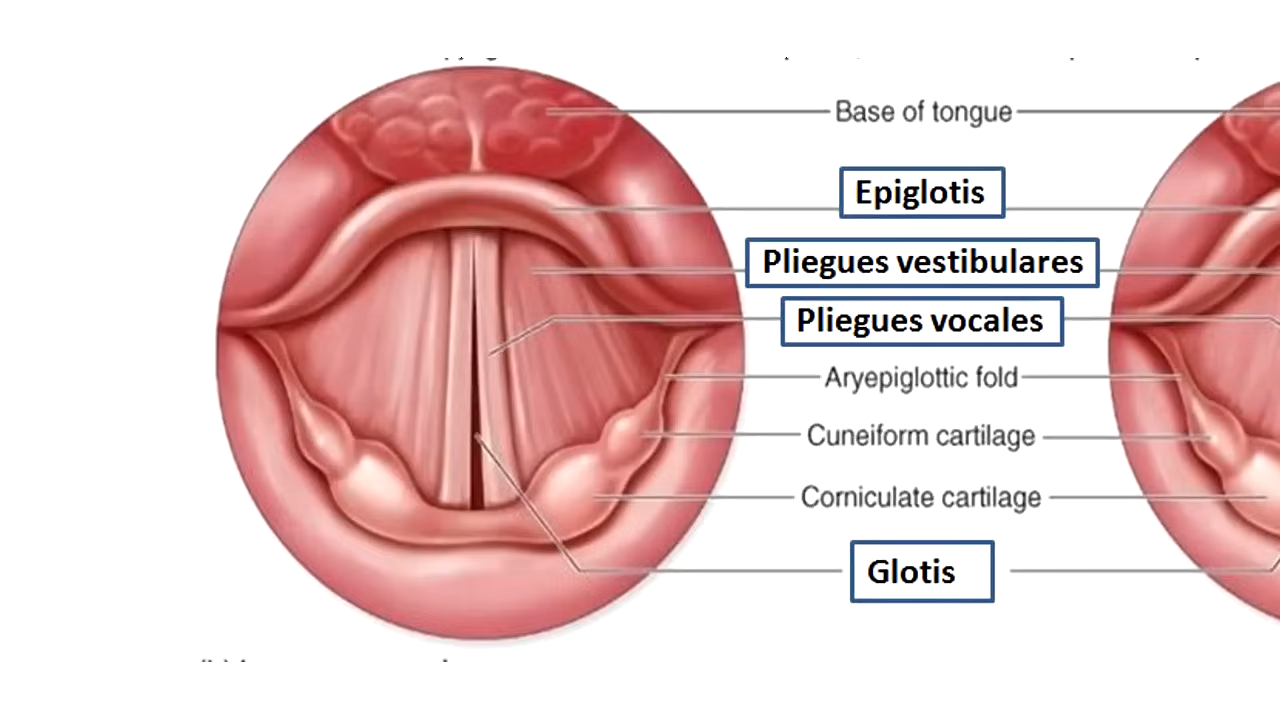 Base of tongue
Epiglotis
Pliegues vestibulares
Pliegues vocales
Aryepiglottic fold
Cuneiform cartilage
Corniculate cartilage
Glotis